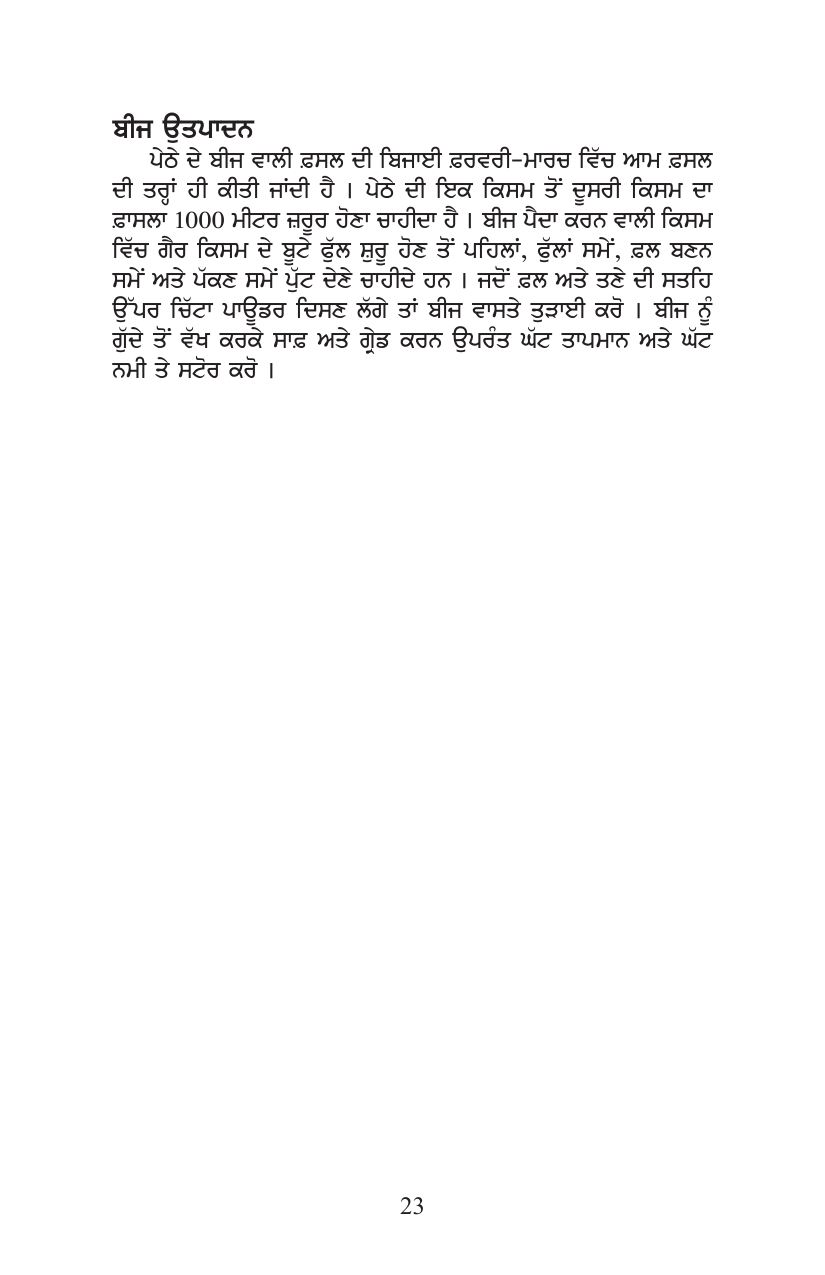 ਬੀਜ ਉਤਪਾਦਨ
ਪੇਠੇ ਦੇ ਬੀਜ ਵਾਲੀ ਫ਼ਸਲ ਦੀ ਬਿਜਾਈ ਫ਼ਰਵਰੀ-ਮਾਰਚ ਵਿੱਚ ਆਮ ਫ਼ਸਲ
ਦੀ ਤਰ੍ਹਾਂ ਹੀ ਕੀਤੀ ਜਾਂਦੀ ਹੈ । ਪੇਠੇ ਦੀ ਇਕ ਕਿਸਮ ਤੋਂ ਦੂਸਰੀ ਕਿਸਮ ਦਾ
ਫ਼ਾਸਲਾ 1000 ਮੀਟਰ ਜ਼ਰੂਰ ਹੋਣਾ ਚਾਹੀਦਾ ਹੈ । ਬੀਜ ਪੈਦਾ ਕਰਨ ਵਾਲੀ ਕਿਸਮ
ਵਿੱਚ ਗੈਰ ਕਿਸਮ ਦੇ ਬੂਟੇ ਫੁੱਲ ਸ਼ੁਰੂ ਹੋਣ ਤੋਂ ਪਹਿਲਾਂ, ਫੁੱਲਾਂ ਸਮੇਂ, ਫ਼ਲ ਬਣਨ
ਸਮੇਂ ਅਤੇ ਪੱਕਣ ਸਮੇਂ ਪੁੱਟ ਦੇਣੇ ਚਾਹੀਦੇ ਹਨ । ਜਦੋਂ ਫ਼ਲ ਅਤੇ ਤਣੇ ਦੀ ਸਤਹਿ
ਉੱਪਰ ਚਿੱਟਾ ਪਾਊਡਰ ਦਿਸਣ ਲੱਗੇ ਤਾਂ ਬੀਜ ਵਾਸਤੇ ਤੁੜਾਈ ਕਰੋ । ਬੀਜ ਨੂੰ
ਗੁੱਦੇ ਤੋਂ ਵੱਖ ਕਰਕੇ ਸਾਫ਼ ਅਤੇ ਗ੍ਰੇਡ ਕਰਨ ਉਪਰੰਤ ਘੱਟ ਤਾਪਮਾਨ ਅਤੇ ਘੱਟ
ਨਮੀ ਤੇ ਸਟੋਰ ਕਰੋ ।
23